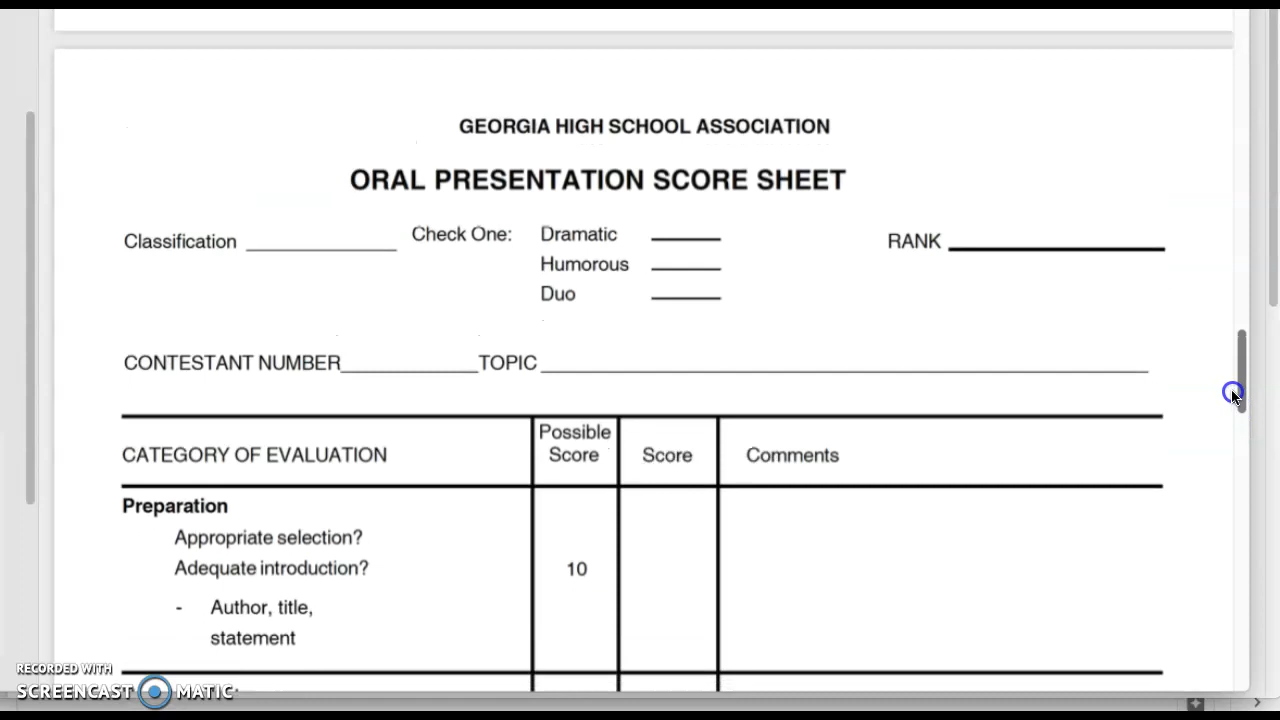 GEORGIA HIGH SCHOOL ASSOCIATION
ORAL PRESENTATION SCORE SHEET
Classification Check One: Dramatic RANK
Humorous
Duo
CONTESTANT NUMBER TOPIC
CATEGORY OF EVALUATION Possible Score Score Comments
Preparation
Appropriate selection?
Adequate introduction? 10
- Author, title,
statement
RECORDED WITH
SCREENCAST MATIC